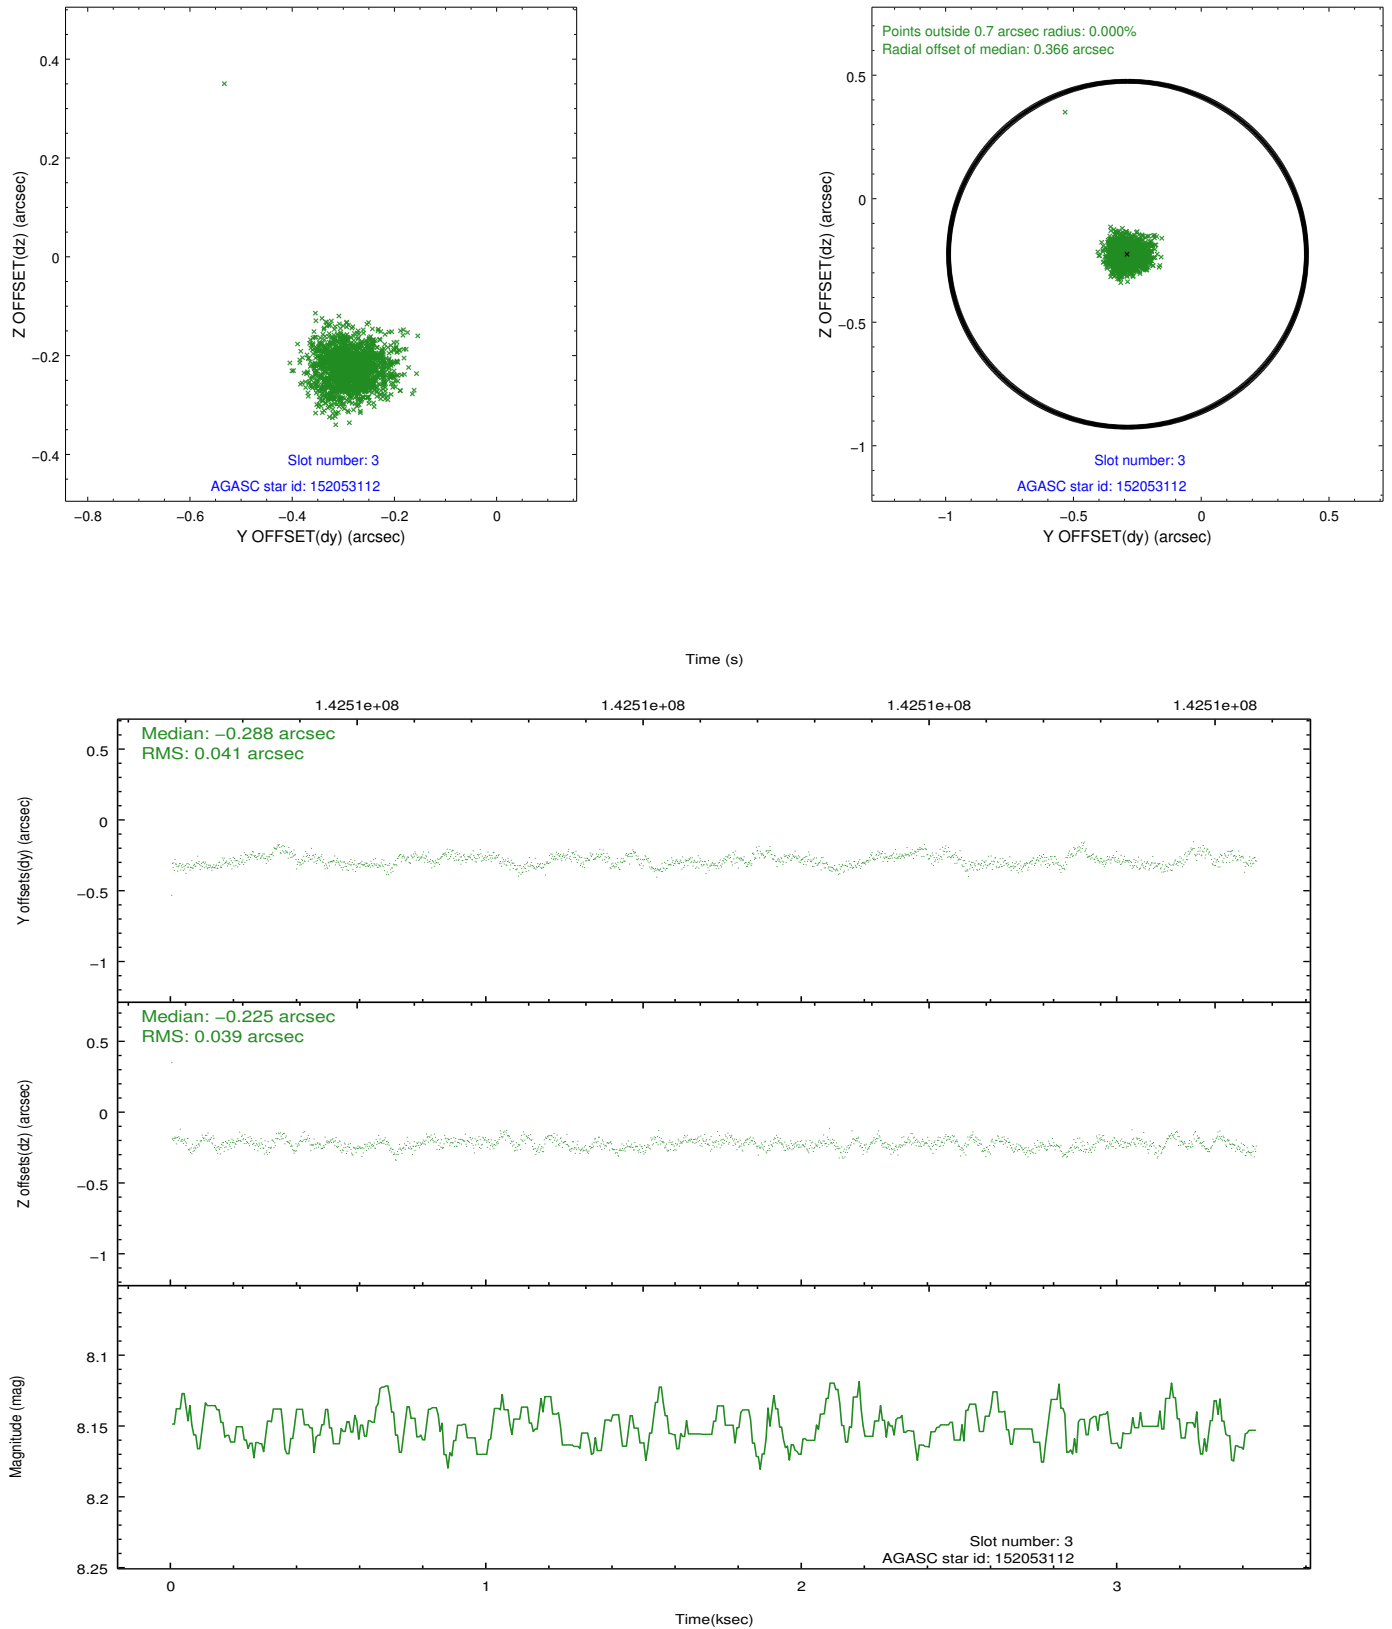 0.4
0.2
0
−0.2
−0.4
Z OFFSET(dz) (arcsec)
Slot number: 3
AGASC star id: 152053112
−0.8
−0.6
−0.4
−0.2
0
Y OFFSET(dy) (arcsec)
Points outside 0.7 arcsec radius: 0.000%
Radial offset of median: 0.366 arcsec
0.5
0
−0.5
−1
Z OFFSET(dz) (arcsec)
Slot number: 3
AGASC star id: 152053112
−1
−0.5
0
0.5
Y OFFSET(dy) (arcsec)
Time (s)
1.4251e+08
1.4251e+08
1.4251e+08
1.4251e+08
Median: −0.288 arcsec
RMS: 0.041 arcsec
0.5
0
−0.5
−1
Y offsets(dy) (arcsec)
Median: −0.225 arcsec
RMS: 0.039 arcsec
0.5
0
−0.5
−1
Z offsets(dz) (arcsec)
8.1
8.15
8.2
8.25
Magnitude (mag)
Slot number: 3
AGASC star id: 152053112
0
1
2
3
Time(ksec)